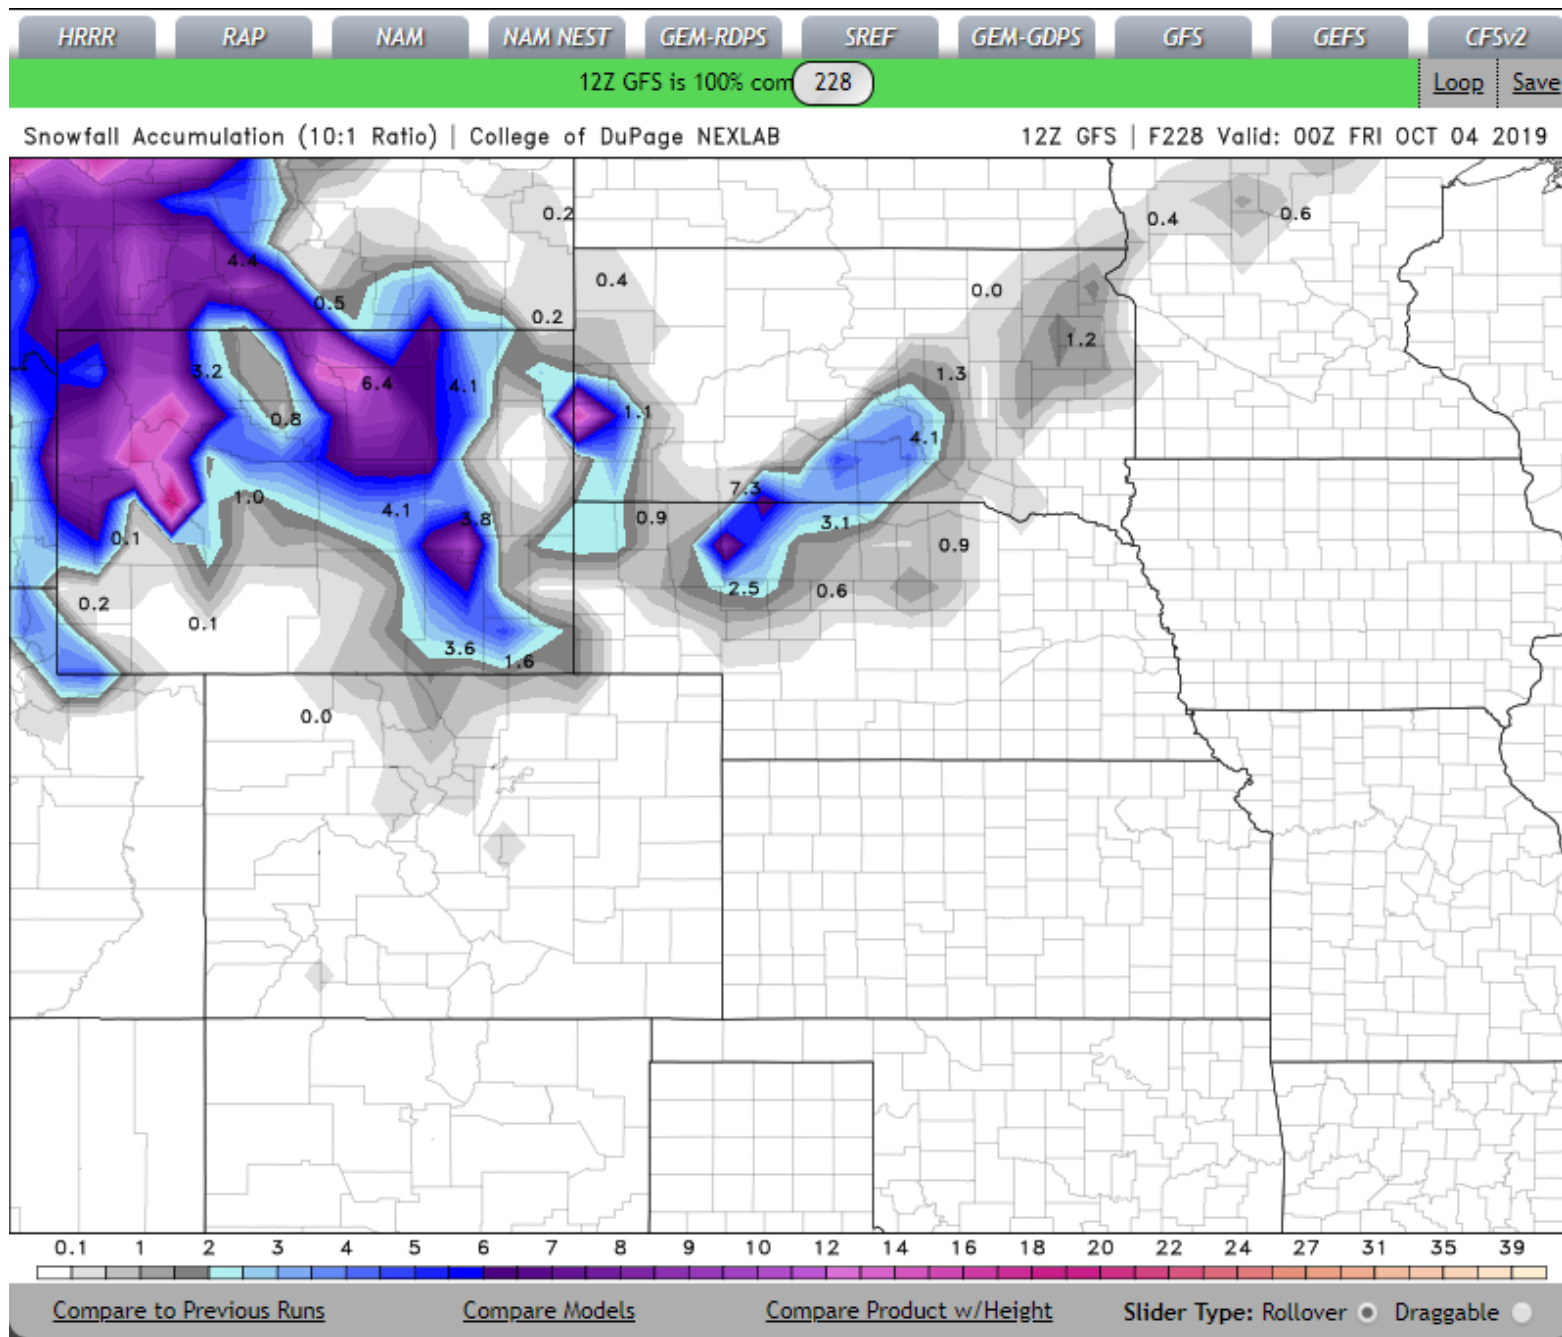 HRRR RAP NAM NAM NEST GEM-RDPS SREF GEM-GDPS GFS GEFS CFSv2
12Z GFS is 100% com 228 Loop Save
Snowfall Accumulation (10:1 Ratio) | College of DuPage NEXLAB 12Z GFS | F228 Valid: 00Z FRI OCT 04 2019
0.2 0.4 0.6
4.4
0.5 0.4 0.0
0.2
1.2
3.2 6.4 4.1 1.3
0.8 1.1
4.1
1.0 7.3
4.1 3.8 0.9 3.1
0.1 0.9
0.2 2.5 0.6
0.1
3.6 1.6
0.0
0.1 1 2 3 4 5 6 7 8 9 10 12 14 16 18 20 22 24 27 31 35 39
Compare to Previous Runs Compare Models Compare Product w/Height Slider Type: Rollover Draggable